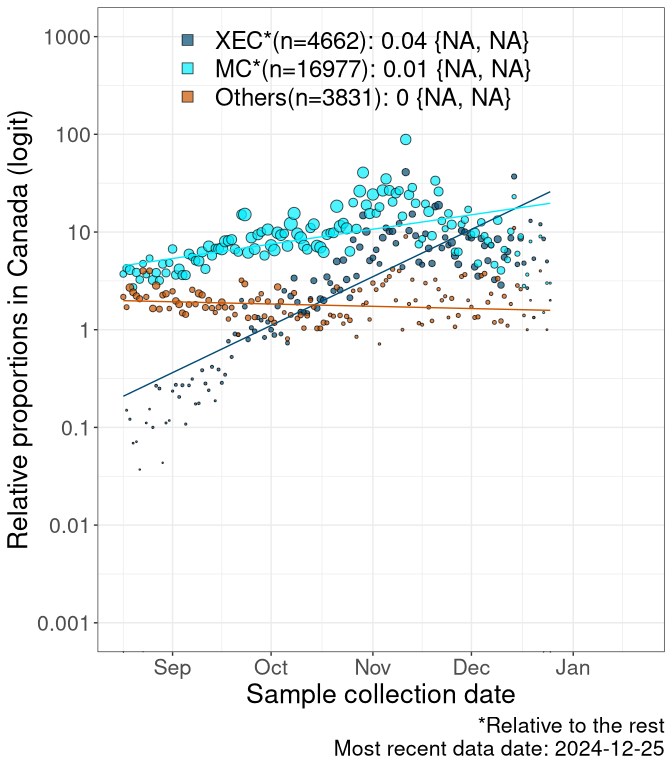 XEC*(n=4662): 0.04 {NA, NA}
MC*(n=16977): 0.01 {NA, NA}
Others(n=3831): 0 {NA, NA}
Relative proportions in Canada (logit)
1000
100
10
1
0.1
0.01
0.001
Sep Oct Nov Dec Jan
Sample collection date
*Relative to the rest
Most recent data date: 2024-12-25